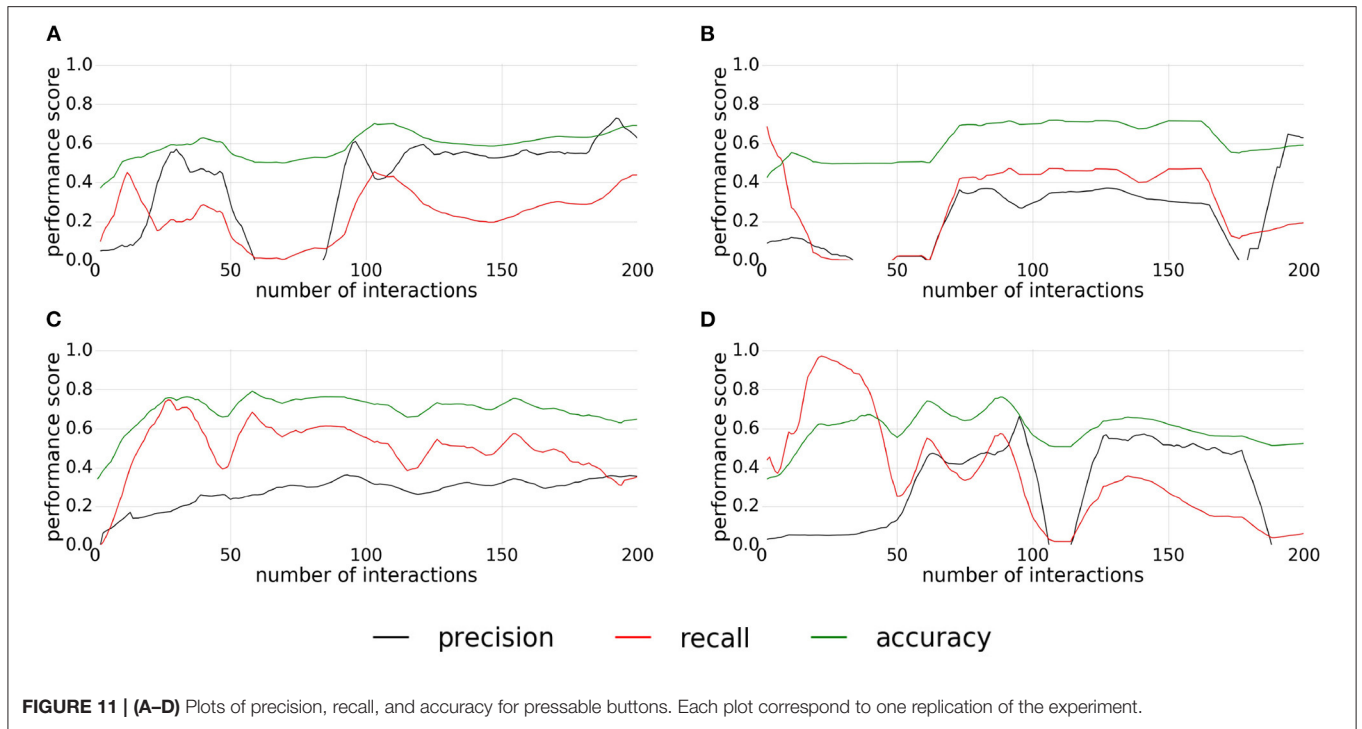 A
performance score
1.0
0.8
0.6
0.4
0.2
0.0
0 50 100 150 200
number of interactions
B
performance score
1.0
0.8
0.6
0.4
0.2
0.0
0 50 100 150 200
number of interactions
C
performance score
1.0
0.8
0.6
0.4
0.2
0.0
0 50 100 150 200
number of interactions
D
performance score
1.0
0.8
0.6
0.4
0.2
0.0
0 50 100 150 200
number of interactions
precision recall accuracy
FIGURE 11 | (A–D) Plots of precision, recall, and accuracy for pressable buttons. Each plot correspond to one replication of the experiment.